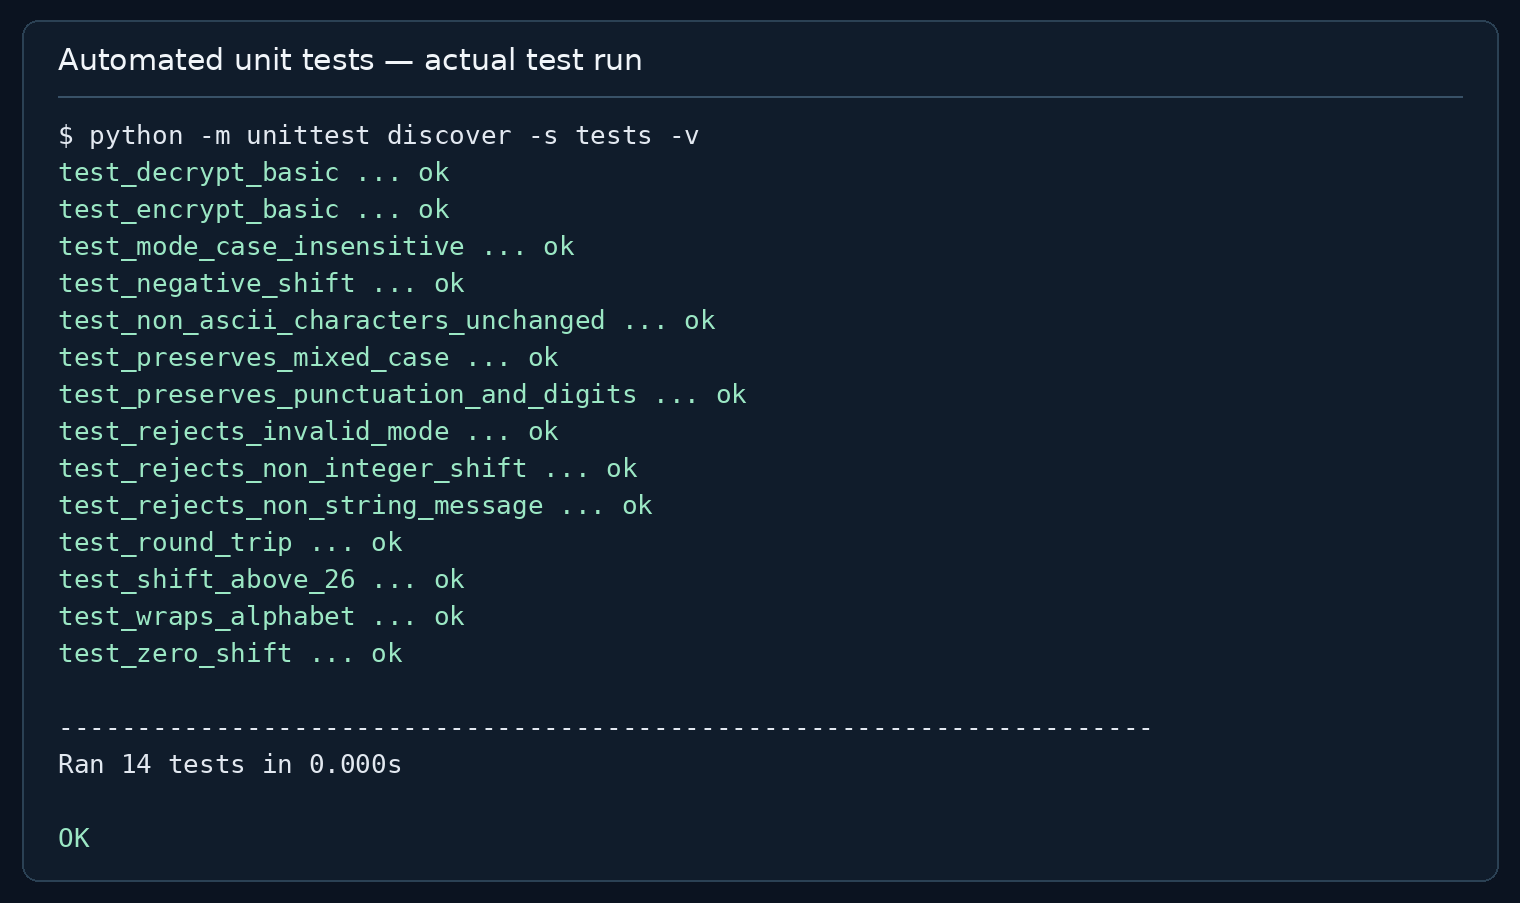 Automated unit tests — actual test run
$ python -m unittest discover -s tests -v
test_decrypt_basic ... ok
test_encrypt_basic ... ok
test_mode_case_insensitive ... ok
test_negative_shift ... ok
test_non_ascii_characters_unchanged ... ok
test_preserves_mixed_case ... ok
test_preserves_punctuation_and_digits ... ok
test_rejects_invalid_mode ... ok
test_rejects_non_integer_shift ... ok
test_rejects_non_string_message ... ok
test_round_trip ... ok
test_shift_above_26 ... ok
test_wraps_alphabet ... ok
test_zero_shift ... ok
----------------------------------------------------------------------
Ran 14 tests in 0.000s
OK